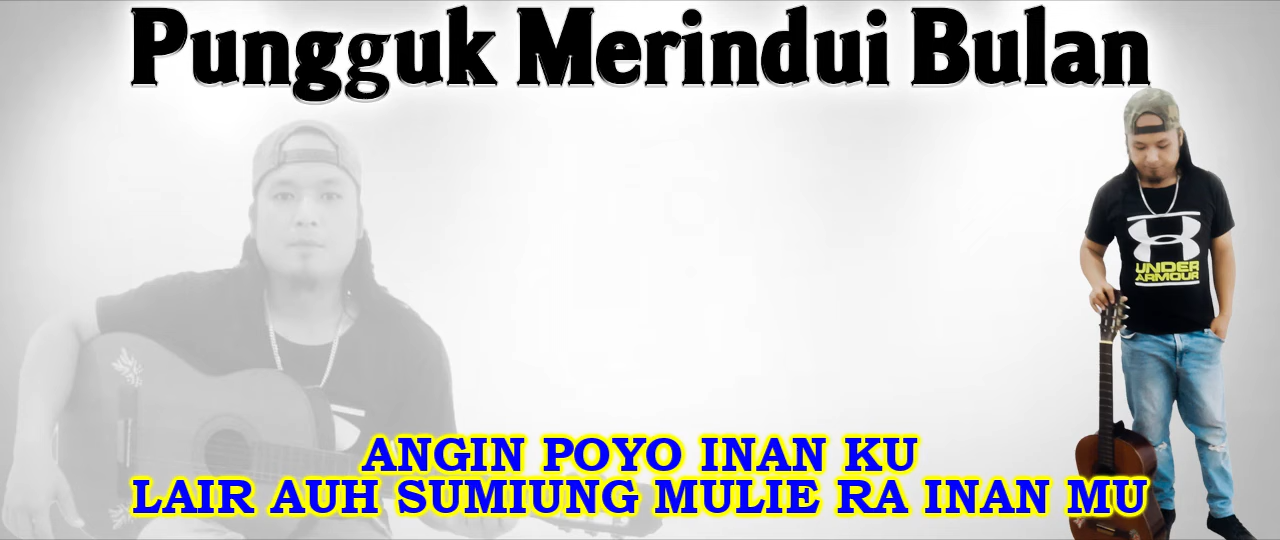 Pungguk Merindui Bulan
UNDER
ARMOUR
ANGIN POYO INAN KU
LAIR AUH SUMIUNG MULIE RA INAN MU